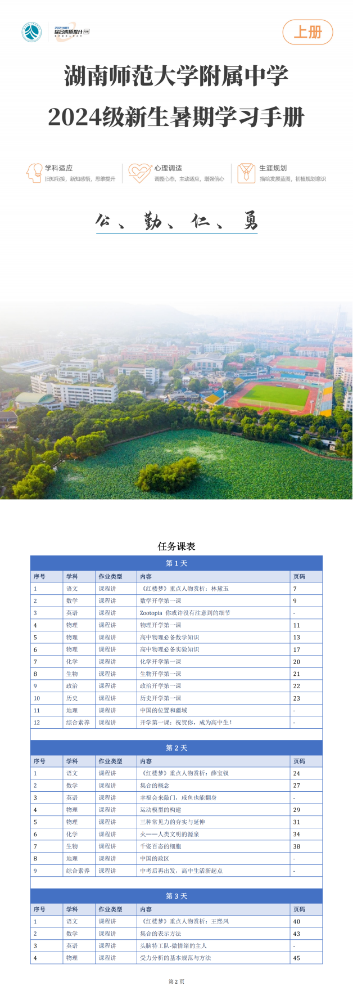 综合素质提升
上册
湖南师范大学附属中学
2024级新生暑期学习手册
学科适应
旧知衔接，新知感悟，思维提升
心理调适
调整心态，主动适应，增强信心
生涯规划
描绘发展蓝图，初植规划意识
公、勤、仁、勇
任务课表
第 1 天
序号 学科 作业类型 内容 页码
1 语文 课程讲 《红楼梦》重点人物赏析：林黛玉 7
2 数学 课程讲 数学开学第一课 9
3 英语 课程讲 Zootopia 你或许没有注意到的细节 -
4 物理 课程讲 物理开学第一课 11
5 物理 课程讲 高中物理必备数学知识 13
6 物理 课程讲 高中物理必备实验知识 17
7 化学 课程讲 化学开学第一课 20
8 生物 课程讲 生物开学第一课 21
9 政治 课程讲 政治开学第一课 22
10 历史 课程讲 历史开学第一课 23
11 地理 课程讲 中国的位置和疆域 -
12 综合素养 课程讲 开学第一课：祝贺你，成为高中生！ -
第 2 天
序号 学科 作业类型 内容 页码
1 语文 课程讲 《红楼梦》重点人物赏析：薛宝钗 24
2 数学 课程讲 集合的概念 27
3 英语 课程讲 幸福会来敲门，咸鱼也能翻身 -
4 物理 课程讲 运动模型的构建 29
5 物理 课程讲 三种常见力的夯实与延伸 31
6 化学 课程讲 火——人类文明的源泉 34
7 生物 课程讲 千姿百态的细胞 38
8 地理 课程讲 中国的政区 -
9 综合素养 课程讲 中考后再出发，高中生活新起点 -
第 3 天
序号 学科 作业类型 内容 页码
1 语文 课程讲 《红楼梦》重点人物赏析：王熙凤 40
2 数学 课程讲 集合的表示方法 43
3 英语 课程讲 头脑特工队-做情绪的主人 -
4 物理 课程讲 受力分析的基本规范与方法 45
第 2 页